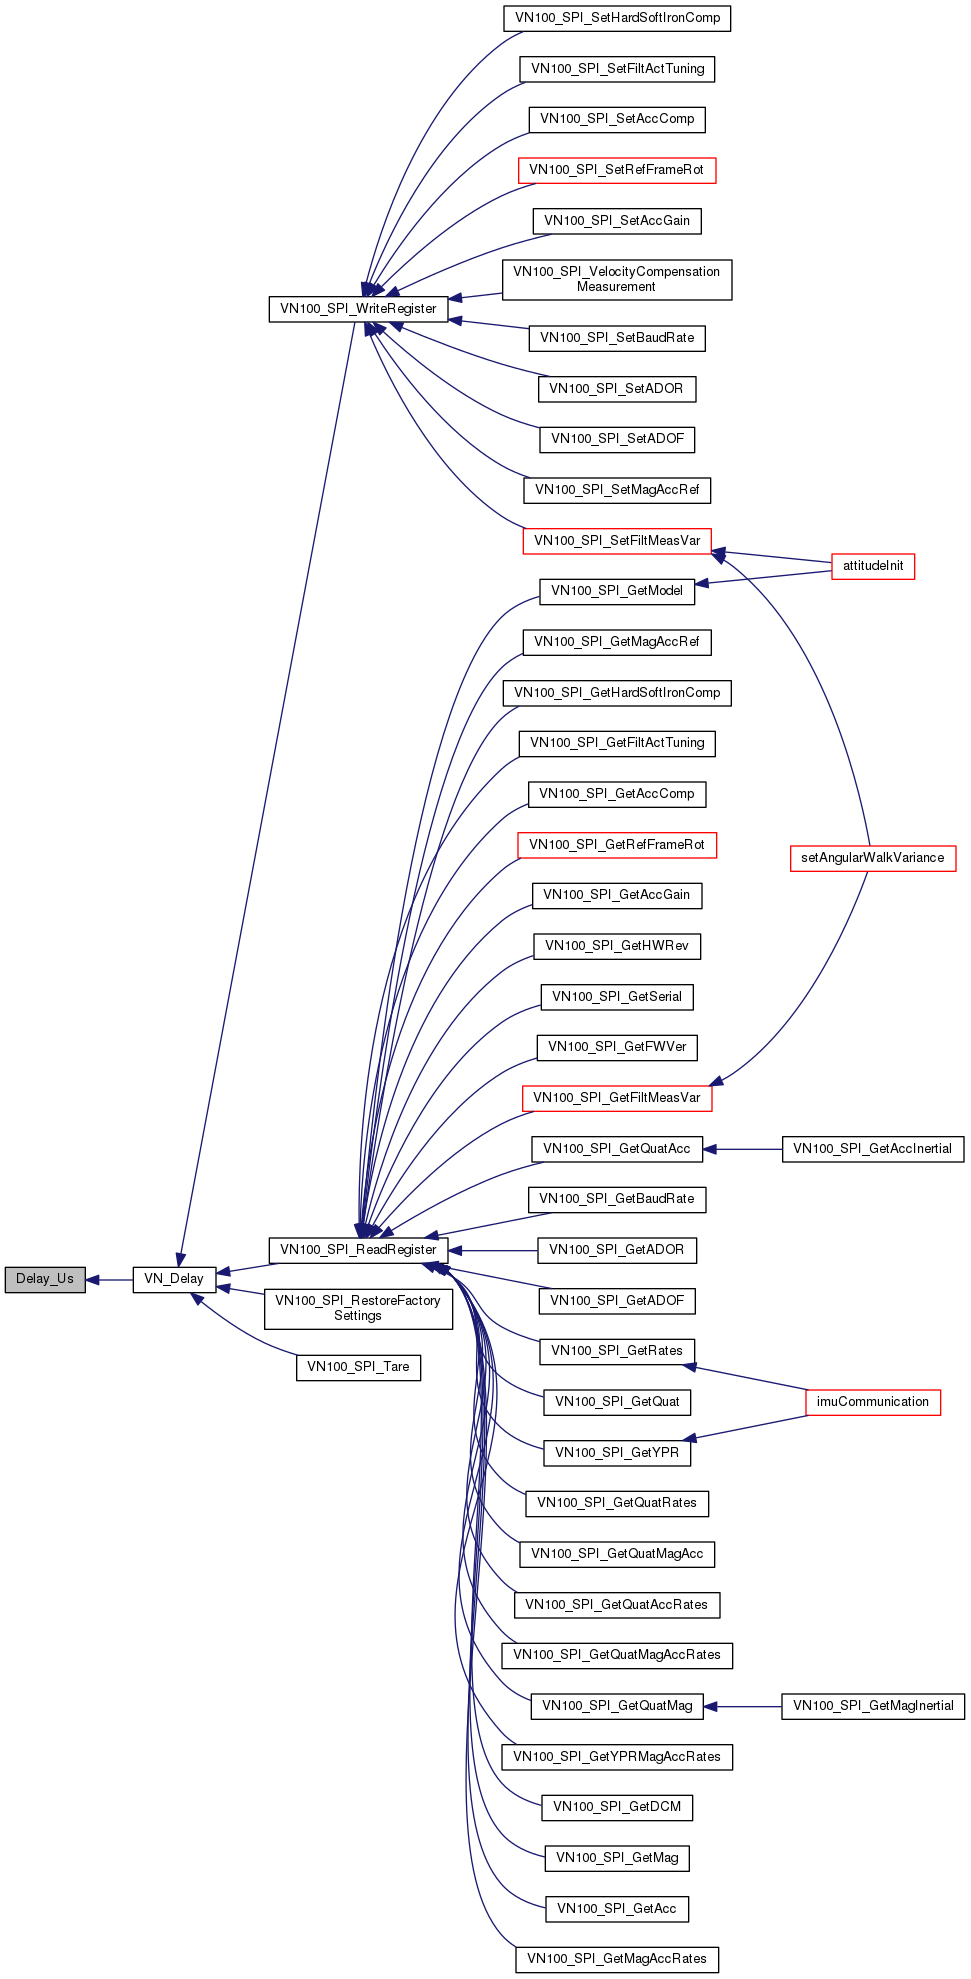 VN100_SPI_SetHardSoftIronComp
VN100_SPI_SetFiltActTuning
VN100_SPI_SetAccComp
VN100_SPI_SetRefFrameRot
VN100_SPI_SetAccGain
VN100_SPI_VelocityCompensation
Measurement
VN100_SPI_WriteRegister
VN100_SPI_SetBaudRate
VN100_SPI_SetADOR
VN100_SPI_SetADOF
VN100_SPI_SetMagAccRef
VN100_SPI_SetFiltMeasVar
attitudeInit
VN100_SPI_GetModel
VN100_SPI_GetMagAccRef
VN100_SPI_GetHardSoftIronComp
VN100_SPI_GetFiltActTuning
VN100_SPI_GetAccComp
VN100_SPI_GetRefFrameRot
setAngularWalkVariance
VN100_SPI_GetAccGain
VN100_SPI_GetHWRev
VN100_SPI_GetSerial
VN100_SPI_GetFWVer
VN100_SPI_GetFiltMeasVar
VN100_SPI_GetQuatAcc
VN100_SPI_GetAccInertial
VN100_SPI_GetBaudRate
VN100_SPI_ReadRegister
VN100_SPI_GetADOR
Delay_Us
VN_Delay
VN100_SPI_RestoreFactory
Settings
VN100_SPI_GetADOF
VN100_SPI_GetRates
VN100_SPI_Tare
VN100_SPI_GetQuat
imuCommunication
VN100_SPI_GetYPR
VN100_SPI_GetQuatRates
VN100_SPI_GetQuatMagAcc
VN100_SPI_GetQuatAccRates
VN100_SPI_GetQuatMagAccRates
VN100_SPI_GetQuatMag
VN100_SPI_GetMagInertial
VN100_SPI_GetYPRMagAccRates
VN100_SPI_GetDCM
VN100_SPI_GetMag
VN100_SPI_GetAcc
VN100_SPI_GetMagAccRates